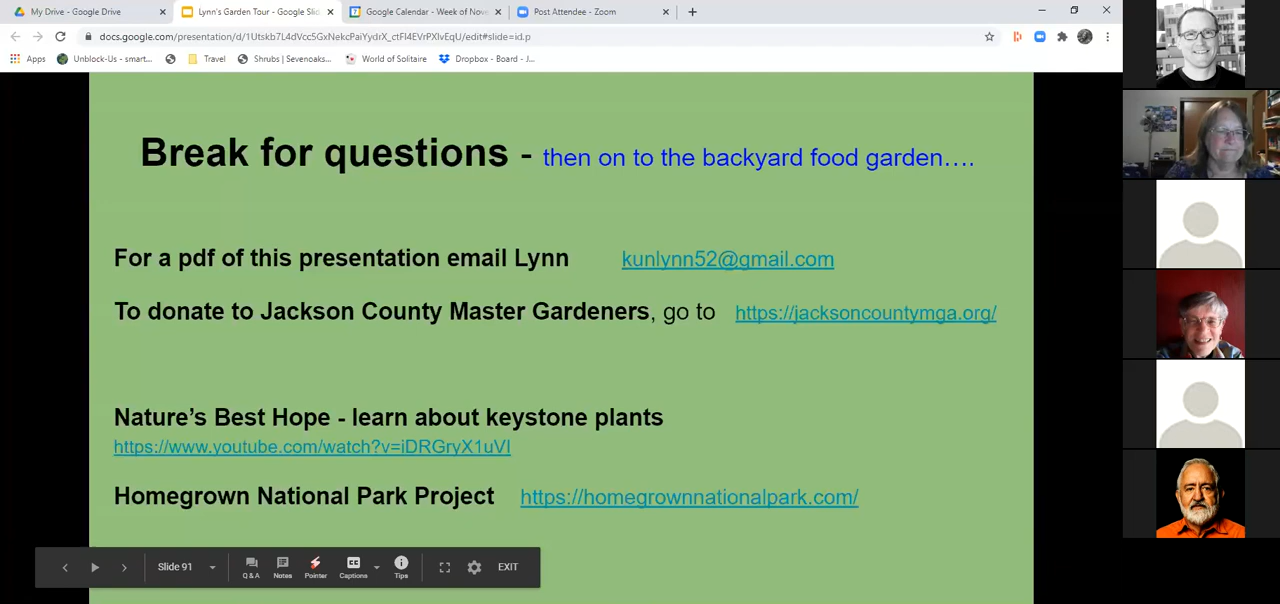 My Drive - Google Drive
Lynn's Garden Tour - Google Slid
Google Calendar - Week of Nove
Post Attendee - Zoom
docs.google.com/presentation/d/1Utskb7L4dVcc5GxNekcPaiYydrX_ctFl4EVrPXlvEqU/edit#slide=id.p
Apps Unblock-Us - smart... Travel Shrubs | Sevenoaks... World of Solitaire Dropbox - Board - J...
Break for questions - then on to the backyard food garden….
For a pdf of this presentation email Lynn kunlynn52@gmail.com
To donate to Jackson County Master Gardeners, go to https://jacksoncountymga.org/
Nature's Best Hope - learn about keystone plants
https://www.youtube.com/watch?v=iDRGryX1uVI
Homegrown National Park Project https://homegrownnationalpark.com/
Slide 91 Q & A Notes Pointer Captions Tips EXIT